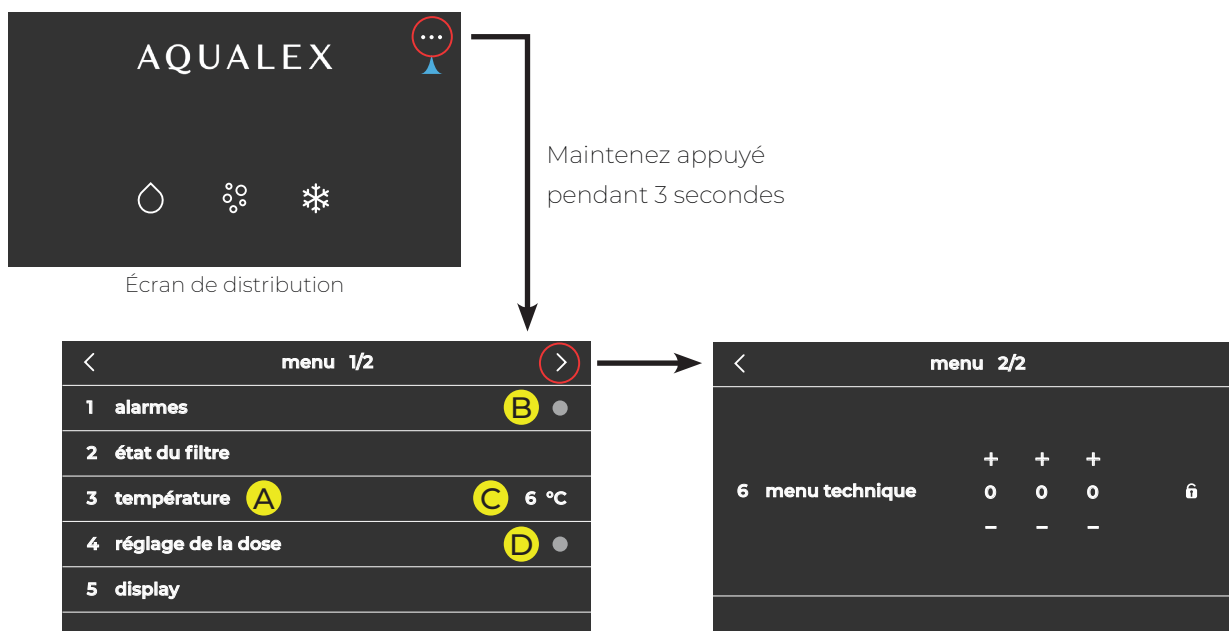 AQUALEX
Maintenez appuyé
pendant 3 secondes
Écran de distribution
menu 1/2
1 alarmes B
2 état du filtre
3 température A C 6 °C
4 réglage de la dose D
5 display
menu 2/2
+ + +
6 menu technique 0 0 0
– – –